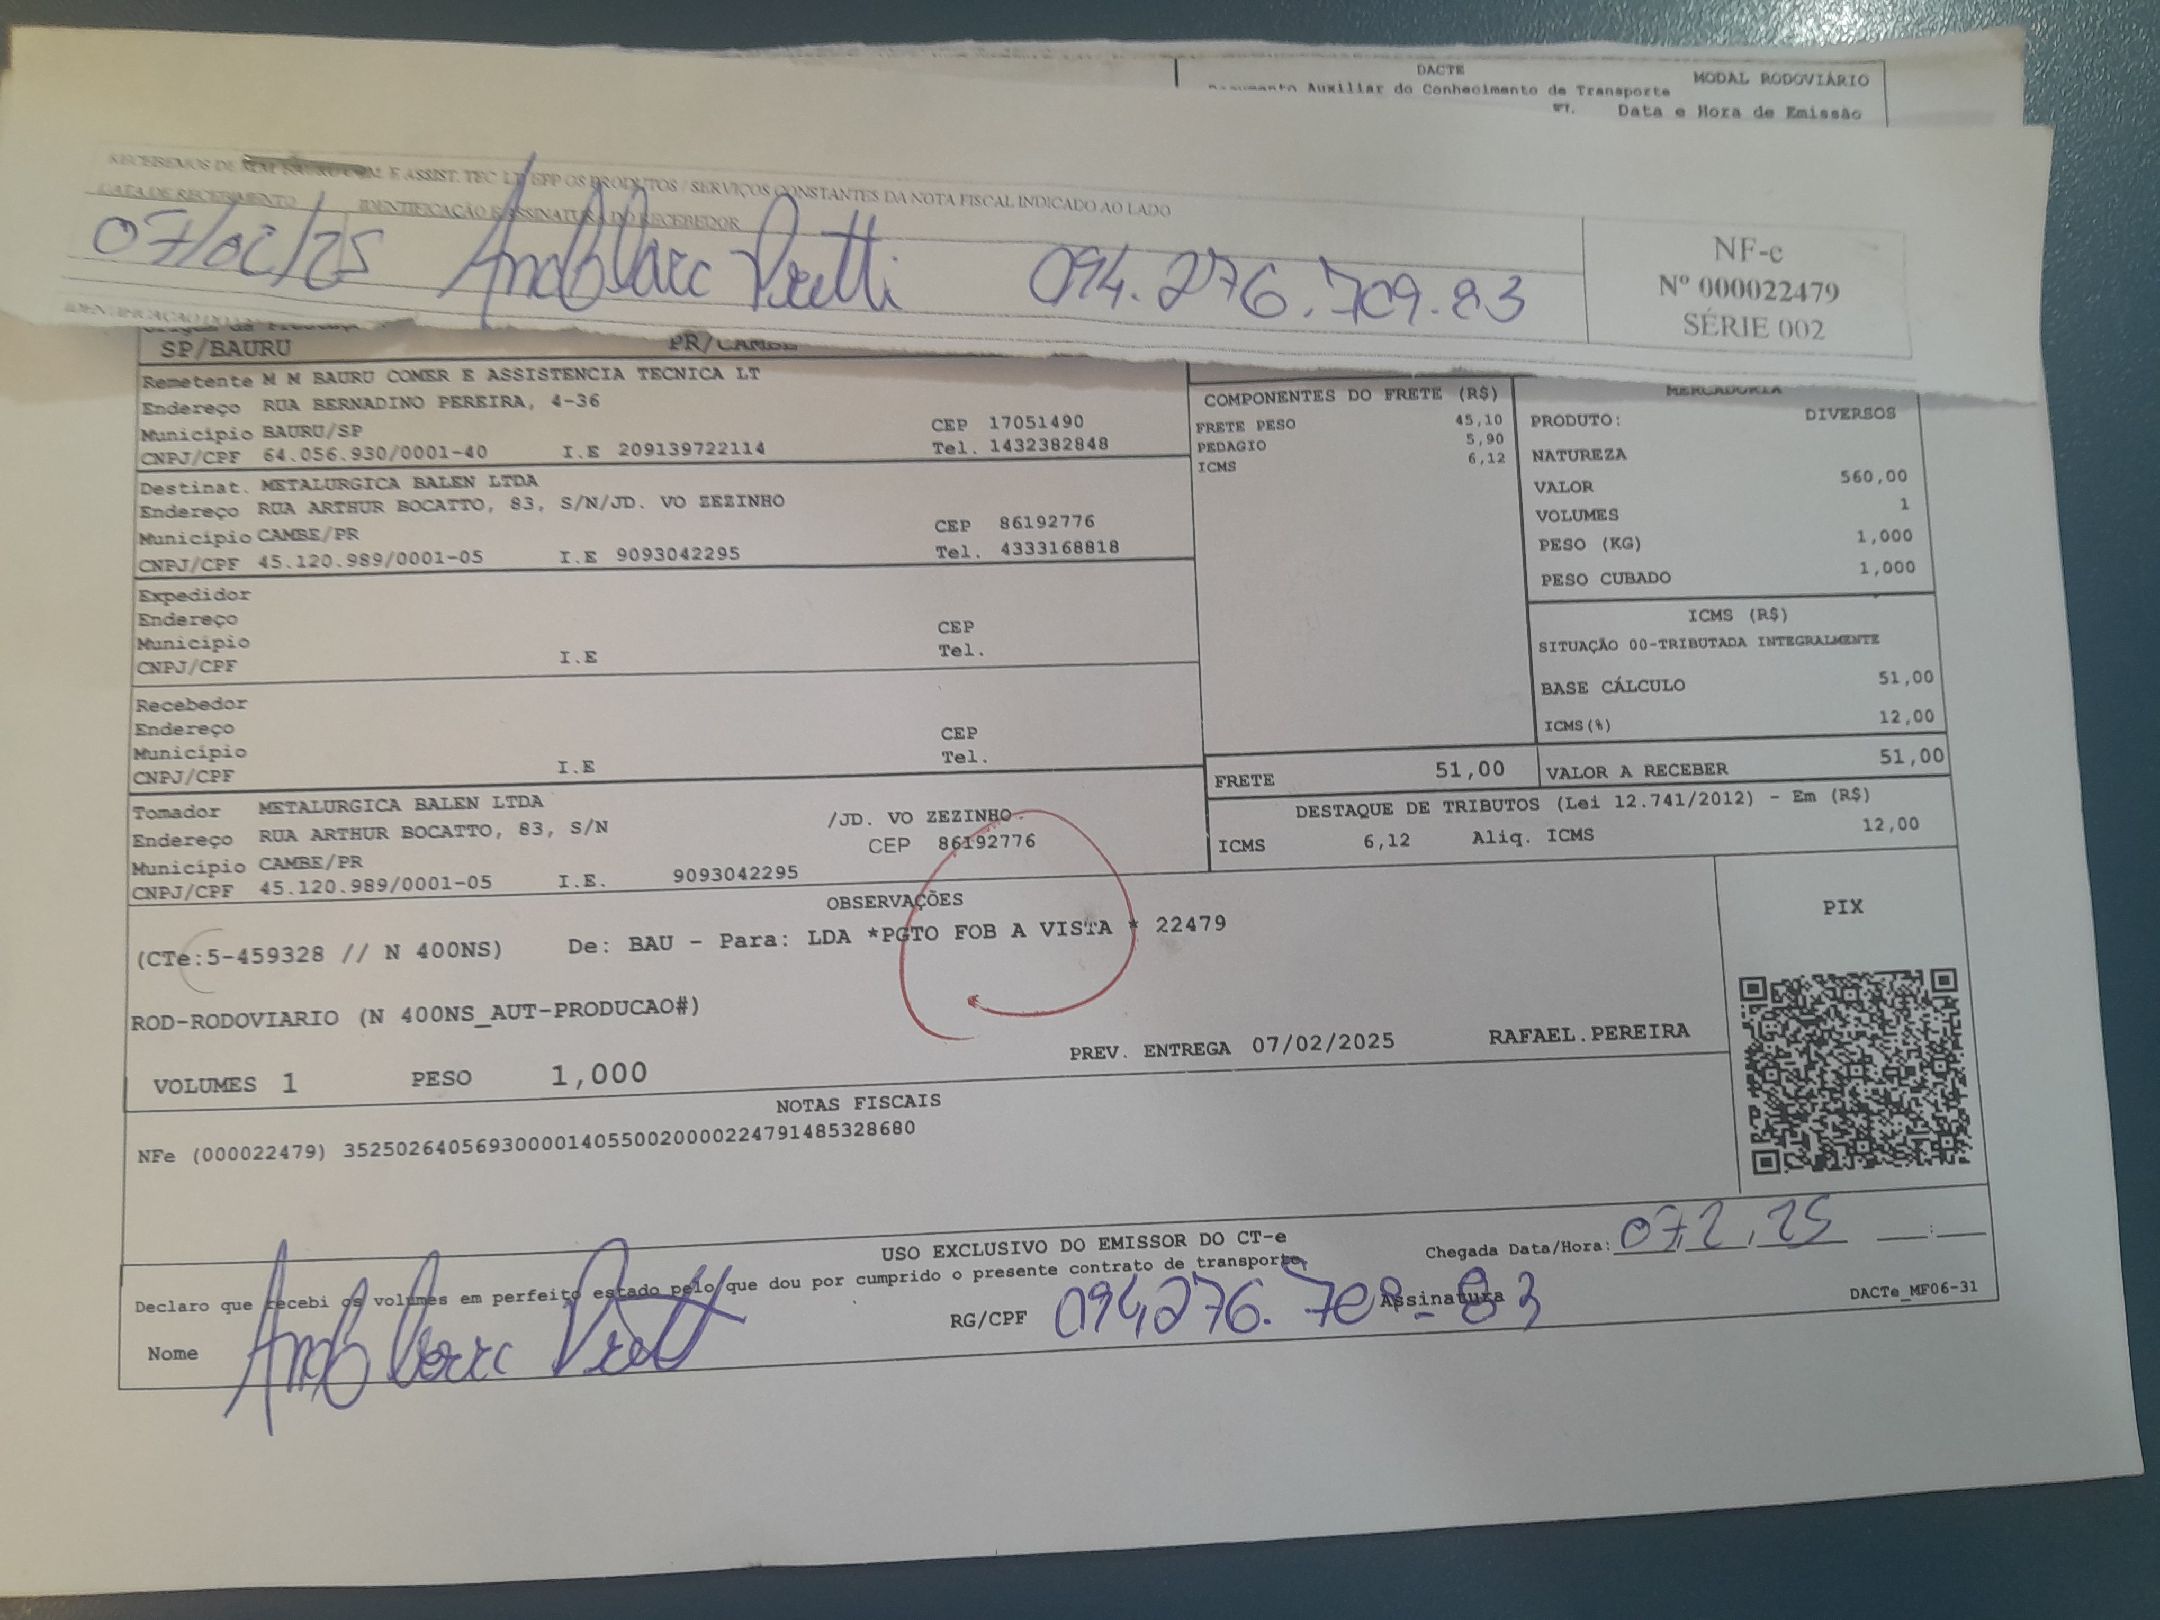 DACTE
Auxiliar do Conhecimento de Transporte
MODAL RODOVIÁRIO
Data e Hora de Emissão
RECEBEMOS DE M M BAURU COM. E ASSIST. TEC LT EPP OS PRODUTOS / SERVIÇOS CONSTANTES DA NOTA FISCAL INDICADO AO LADO
DATA DE RECEBIMENTO IDENTIFICAÇÃO E ASSINATURA DO RECEBEDOR
07/02/25 094.276.709.83
NF-e
Nº 000022479
SÉRIE 002
SP/BAURU PR/CAMBE
Remetente M M BAURU COMER E ASSISTENCIA TECNICA LT
Endereço RUA BERNADINO PEREIRA, 4-36
Município BAURU/SP CEP 17051490
CNPJ/CPF 64.056.930/0001-40 I.E 209139722114 Tel. 1432382848
Destinat. METALURGICA BALEN LTDA
Endereço RUA ARTHUR BOCATTO, 83, S/N/JD. VO ZEZINHO
Município CAMBE/PR CEP 86192776
CNPJ/CPF 45.120.989/0001-05 I.E 9093042295 Tel. 4333168818
Expedidor
Endereço
Município CEP
CNPJ/CPF I.E Tel.
Recebedor
Endereço
Município CEP
CNPJ/CPF I.E Tel.
Tomador METALURGICA BALEN LTDA
Endereço RUA ARTHUR BOCATTO, 83, S/N /JD. VO ZEZINHO
Município CAMBE/PR CEP 86192776
CNPJ/CPF 45.120.989/0001-05 I.E. 9093042295
COMPONENTES DO FRETE (R$)
FRETE PESO 45,10
PEDAGIO 5,90
ICMS 6,12
MERCADORIA
PRODUTO: DIVERSOS
NATUREZA
VALOR 560,00
VOLUMES 1
PESO (KG) 1,000
PESO CUBADO 1,000
ICMS (R$)
SITUAÇÃO 00-TRIBUTADA INTEGRALMENTE
BASE CÁLCULO 51,00
ICMS(%) 12,00
FRETE 51,00 VALOR A RECEBER 51,00
DESTAQUE DE TRIBUTOS (Lei 12.741/2012) - Em (R$)
ICMS 6,12 Aliq. ICMS 12,00
OBSERVAÇÕES
(CTe:5-459328 // N 400NS) De: BAU - Para: LDA *PGTO FOB A VISTA * 22479
ROD-RODOVIARIO (N 400NS_AUT-PRODUCAO#)
PREV. ENTREGA 07/02/2025 RAFAEL.PEREIRA
VOLUMES 1 PESO 1,000
PIX
NOTAS FISCAIS
NFe (000022479) 35250264056930000140550020000224791485328680
USO EXCLUSIVO DO EMISSOR DO CT-e
Chegada Data/Hora: 07.2.25 __:__
Declaro que recebi os volumes em perfeito estado pelo que dou por cumprido o presente contrato de transporte,
Nome RG/CPF 094.276.709-83 Assinatura
DACTe_MF06-31